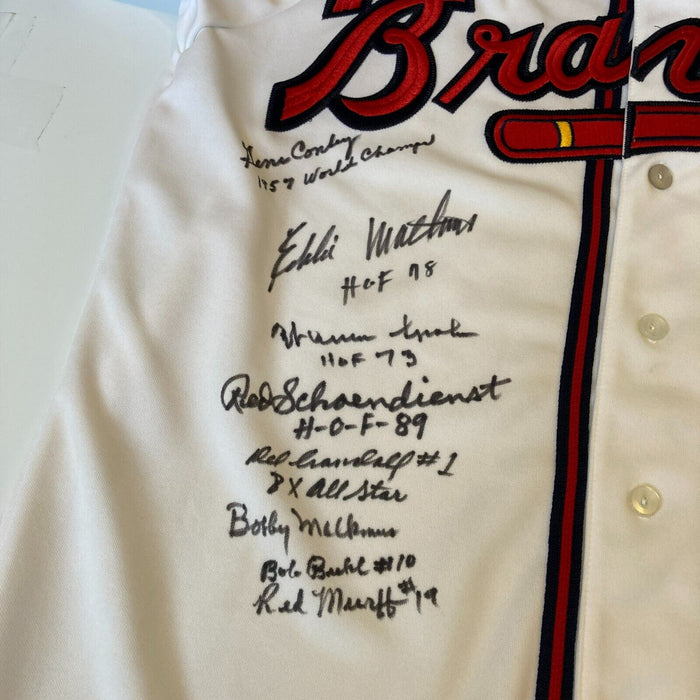 Brav
Gene Conley
1957 World Champs
Eddie Mathews
HOF 78
Warren Spahn
HOF 73
Red Schoendienst
H-O-F-89
Del Crandall #1
8X All Star
Bobby Malkmus
Bob Buhl #10
Red Murff #19